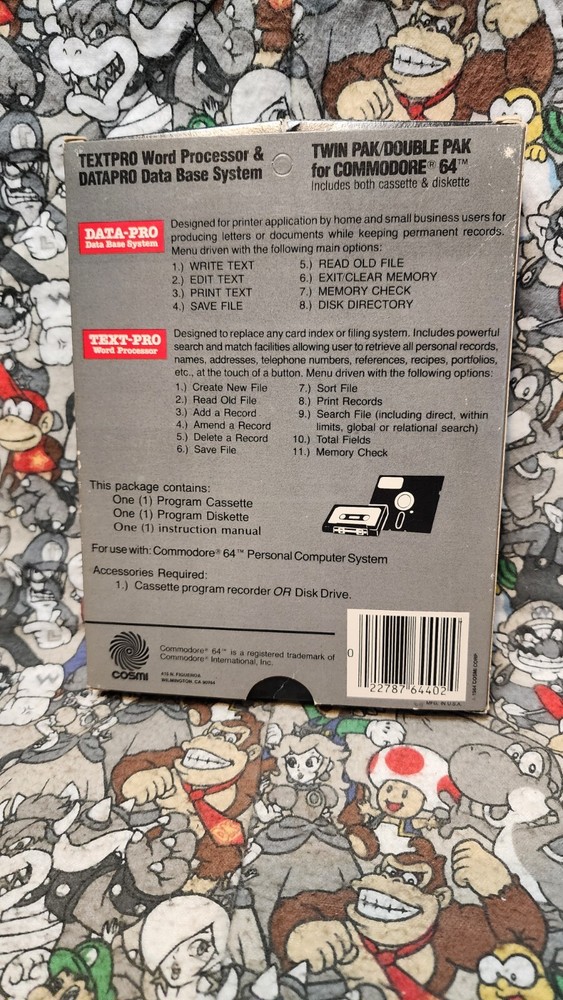 TEXTPRO Word Processor &
DATAPRO Data Base System
TWIN PAK/DOUBLE PAK
for COMMODORE® 64™
Includes both cassette & diskette
DATA-PRO
Data Base System
Designed for printer application by home and small business users for
producing letters or documents while keeping permanent records.
Menu driven with the following main options:
1.) WRITE TEXT
2.) EDIT TEXT
3.) PRINT TEXT
4.) SAVE FILE
5.) READ OLD FILE
6.) EXIT/CLEAR MEMORY
7.) MEMORY CHECK
8.) DISK DIRECTORY
TEXT-PRO
Word Processor
Designed to replace any card index or filing system. Includes powerful
search and match facilities allowing user to retrieve all personal records,
names, addresses, telephone numbers, references, recipes, portfolios,
etc., at the touch of a button. Menu driven with the following options:
1.) Create New File
2.) Read Old File
3.) Add a Record
4.) Amend a Record
5.) Delete a Record
6.) Save File
7.) Sort File
8.) Print Records
9.) Search File (including direct, within
limits, global or relational search)
10.) Total Fields
11.) Memory Check
This package contains:
One (1) Program Cassette
One (1) Program Diskette
One (1) instruction manual
For use with: Commodore® 64™ Personal Computer System
Accessories Required:
1.) Cassette program recorder OR Disk Drive.
COSMI
Commodore® 64™ is a registered trademark of
Commodore® International, Inc.
415 N. FIGUEROA
WILMINGTON, CA 90744
0
22787 64402
MFG. IN U.S.A.
©1984 COSMI CORP.